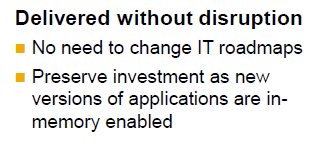 Delivered without disruption
No need to change IT roadmaps
Preserve investment as new
versions of applications are in-
memory enabled